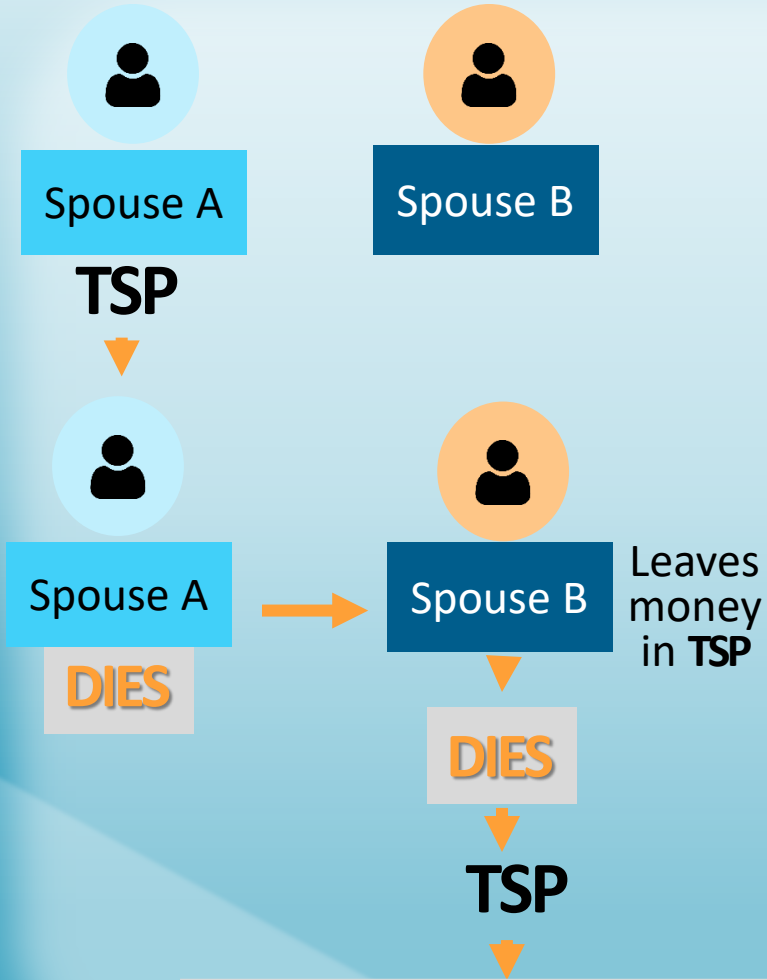 Spouse A
Spouse B
TSP
Spouse A
Spouse B
Leaves
money
in TSP
DIES
DIES
TSP